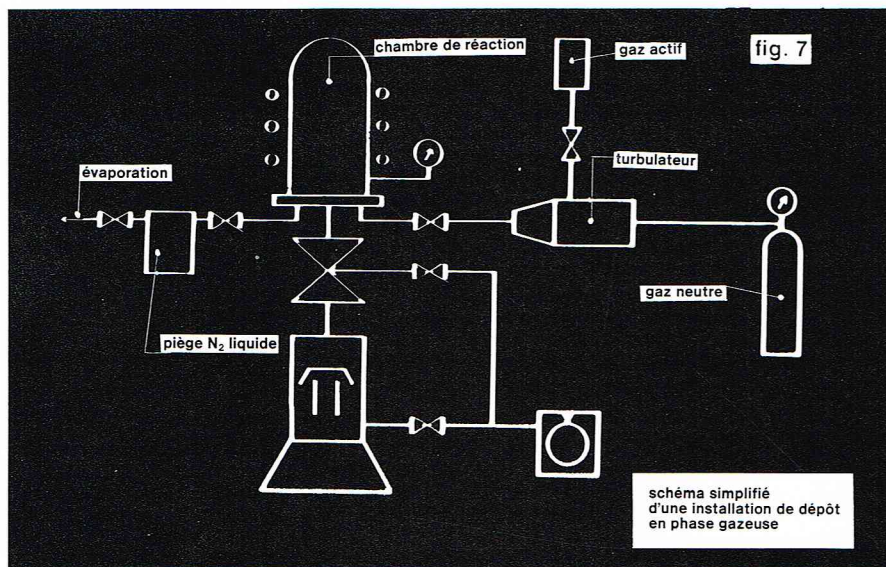 chambre de réaction
gaz actif
fig. 7
évaporation
turbulateur
gaz neutre
piège N₂ liquide
schéma simplifié
d'une installation de dépôt
en phase gazeuse